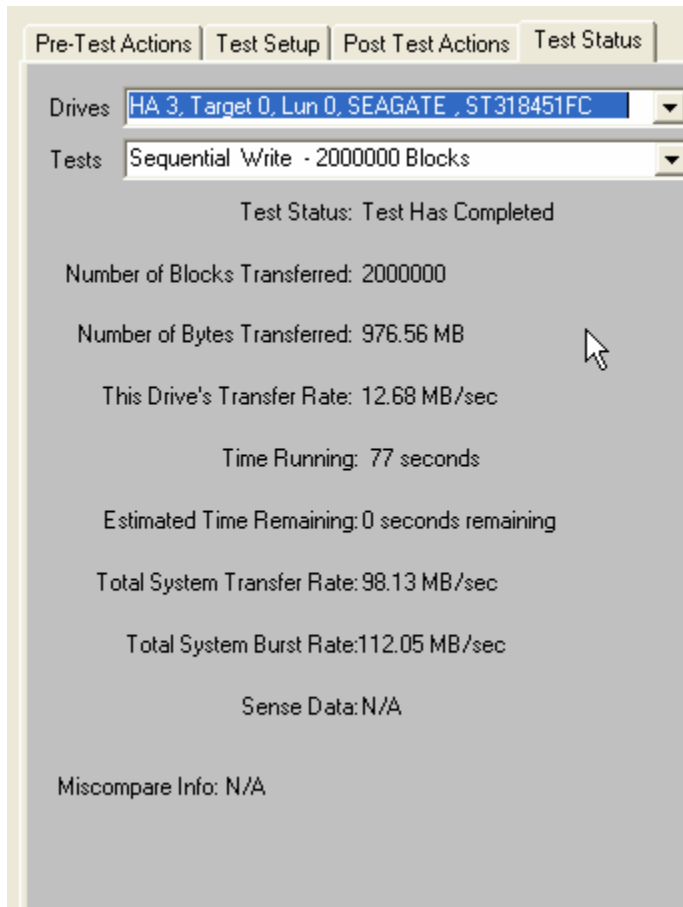 Pre-Test Actions Test Setup Post Test Actions Test Status
Drives HA 3, Target 0, Lun 0, SEAGATE , ST318451FC
Tests Sequential Write - 2000000 Blocks
Test Status: Test Has Completed
Number of Blocks Transferred: 2000000
Number of Bytes Transferred: 976.56 MB
This Drive's Transfer Rate: 12.68 MB/sec
Time Running: 77 seconds
Estimated Time Remaining: 0 seconds remaining
Total System Transfer Rate: 98.13 MB/sec
Total System Burst Rate:112.05 MB/sec
Sense Data: N/A
Miscompare Info: N/A